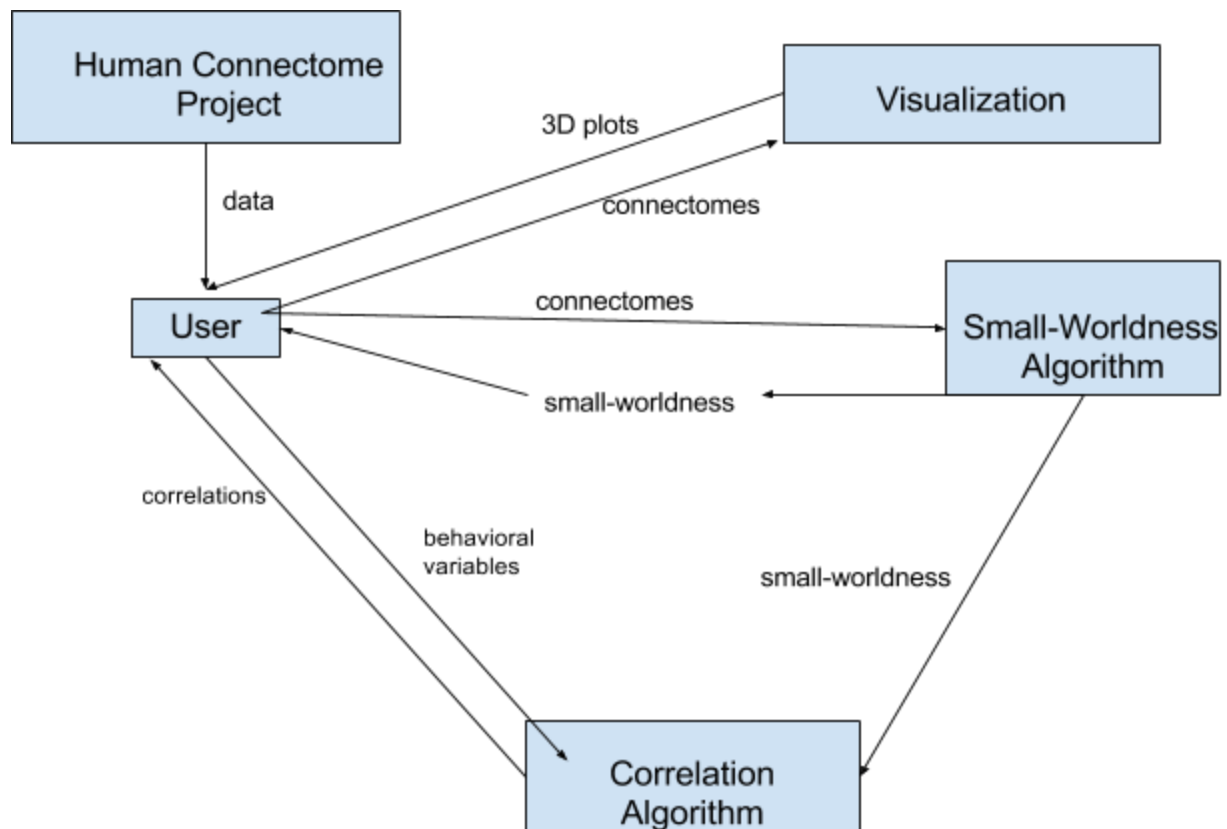 Human Connectome
Project
Visualization
3D plots
data
connectomes
connectomes
User
Small-Worldness
Algorithm
small-worldness
correlations
behavioral
variables
small-worldness
Correlation
Algorithm